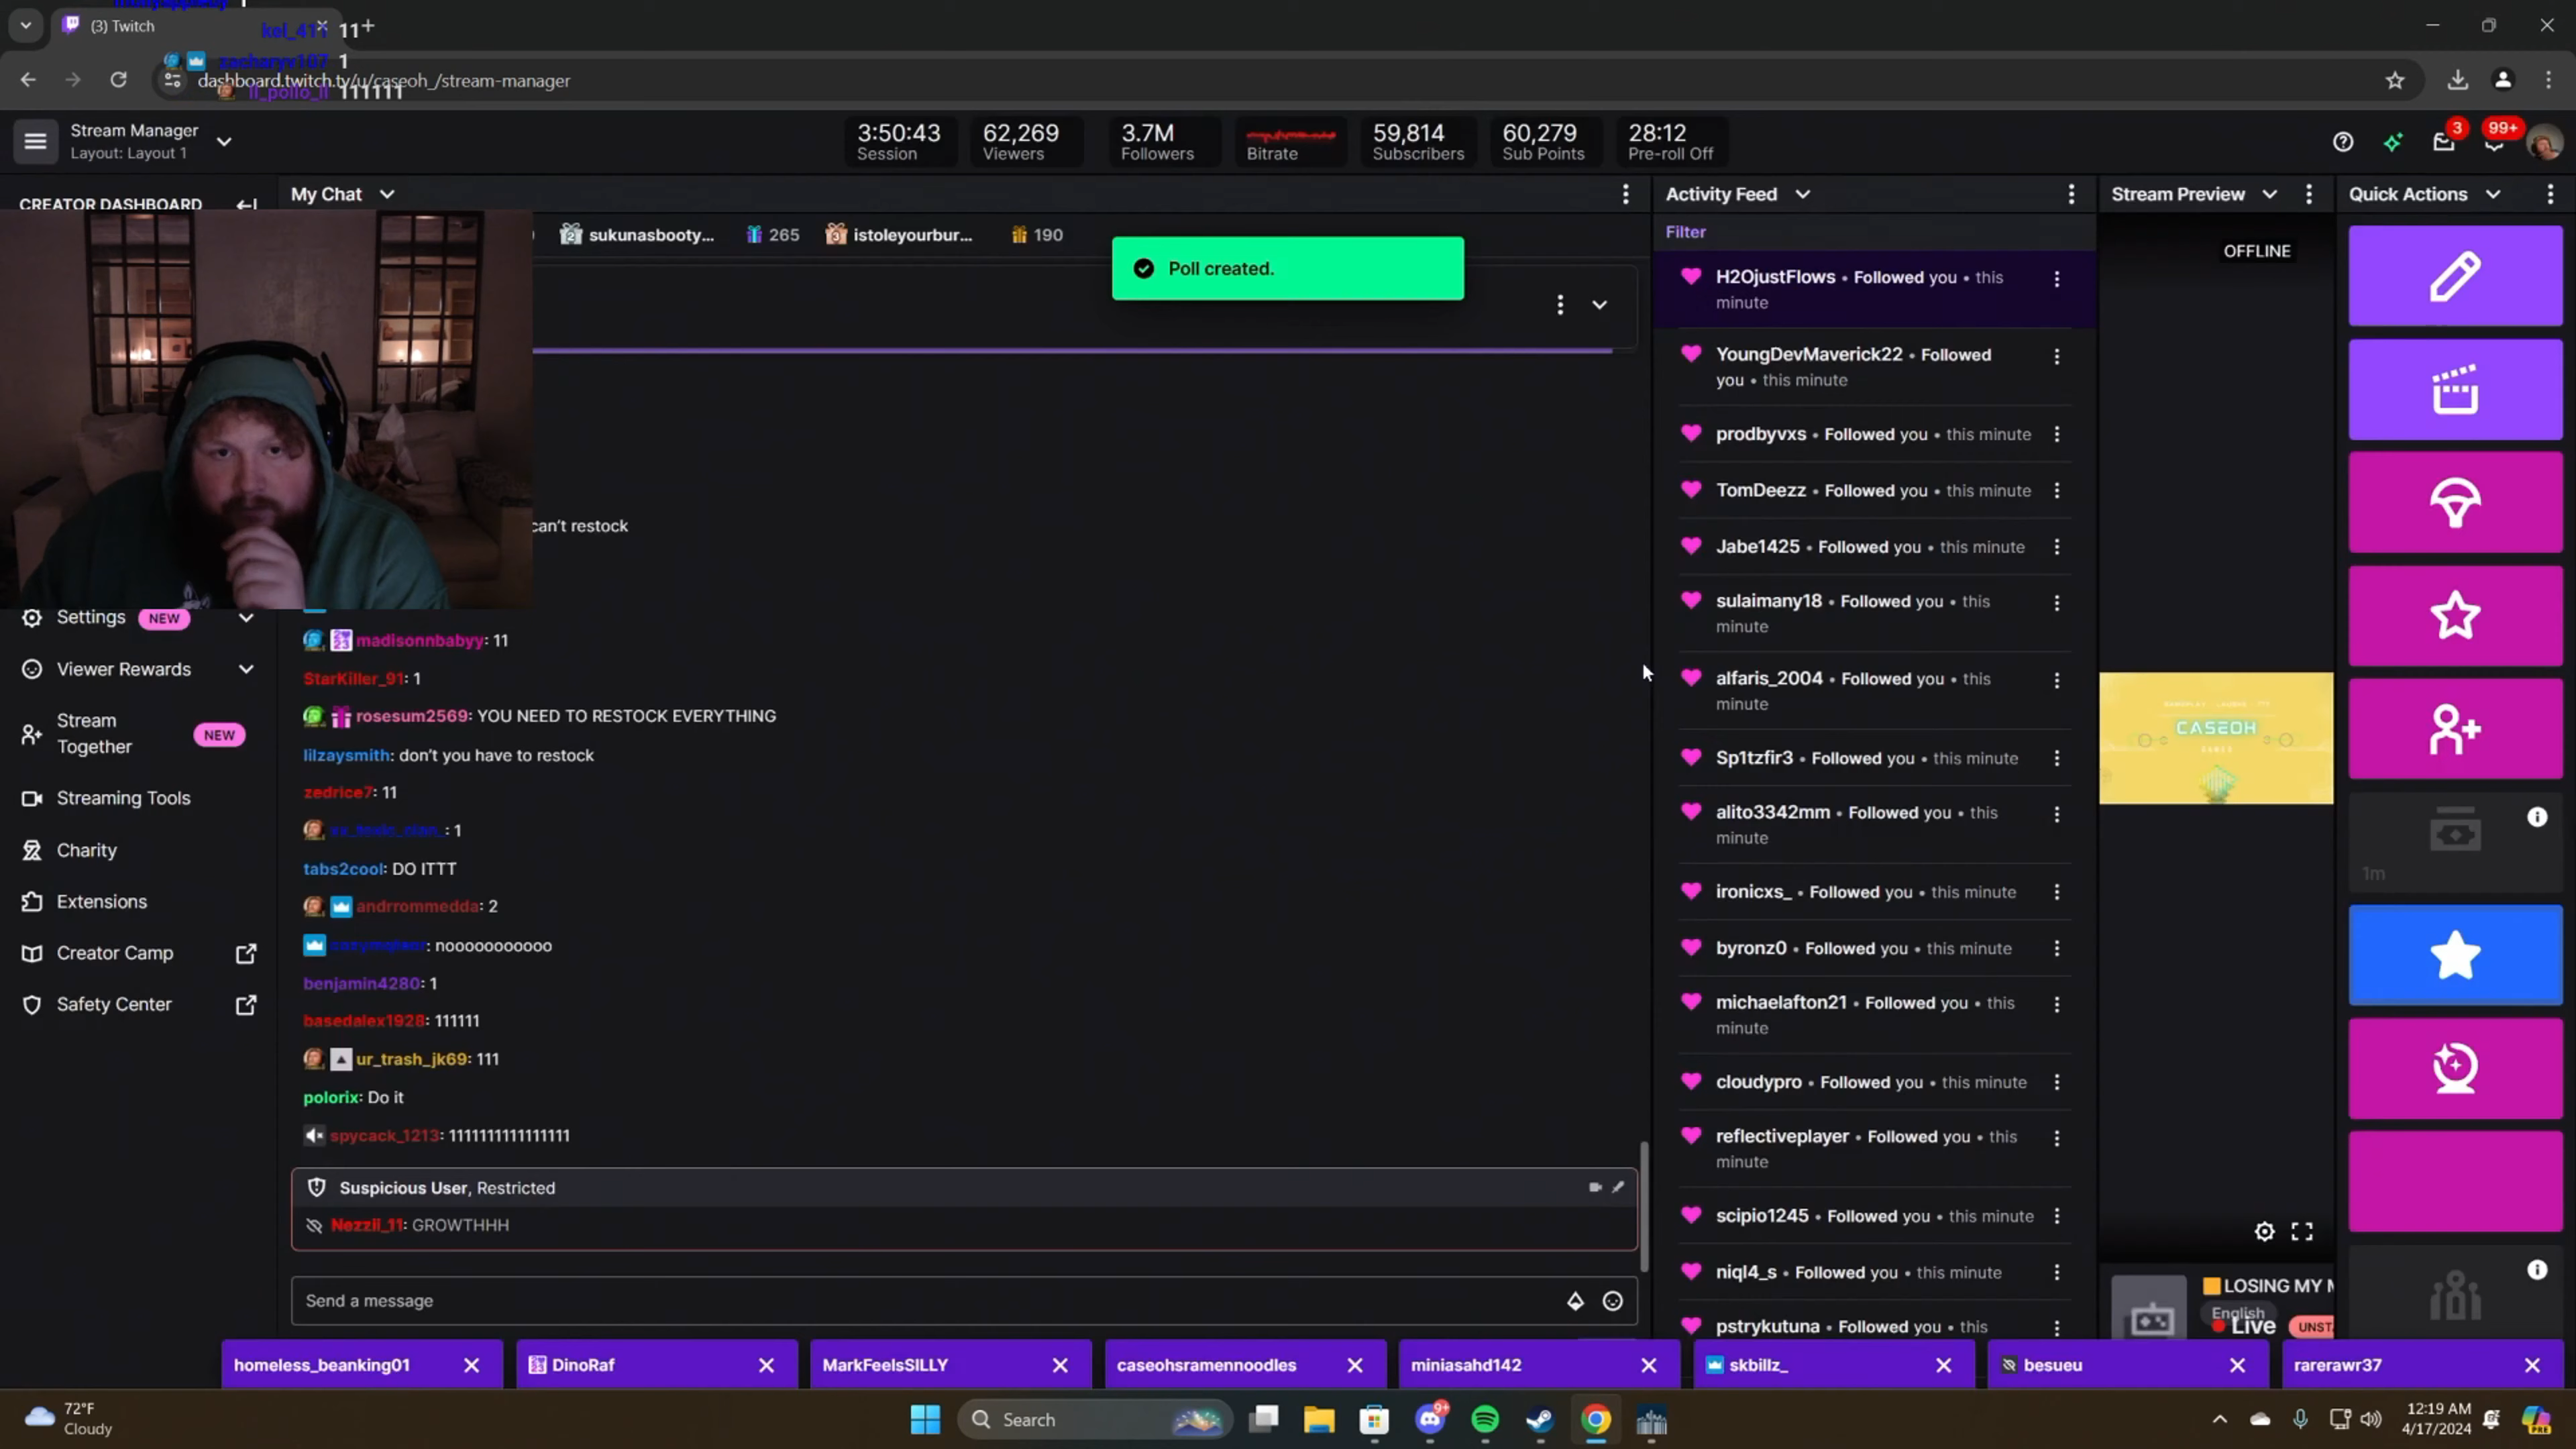 (3) Twitch
kel_411 11
zacharyv107 1
ll_pollo_ll 111111
dashboard.twitch.tv/u/caseoh_/stream-manager
Stream Manager
Layout: Layout 1
3:50:43
Session
62,269
Viewers
3.7M
Followers
Bitrate
59,814
Subscribers
60,279
Sub Points
28:12
Pre-roll Off
3
99+
CREATOR DASHBOARD
My Chat
Activity Feed
Stream Preview
Quick Actions
2 sukunasbooty...
265
3 istoleyourbur...
190
Poll created.
can't restock
Settings NEW
Viewer Rewards
Stream
Together
NEW
Streaming Tools
Charity
Extensions
Creator Camp
Safety Center
madisonnbabyy: 11
StarKiller_91: 1
rosesum2569: YOU NEED TO RESTOCK EVERYTHING
lilzaysmith: don't you have to restock
zedrice7: 11
: 1
tabs2cool: DO ITTT
andrrommedda: 2
: nooooooooooo
benjamin4280: 1
basedalex1928: 111111
ur_trash_jk69: 111
polorix: Do it
spycack_1213: 1111111111111111
Suspicious User, Restricted
Nezzil_11: GROWTHHH
Send a message
Filter
H2OjustFlows • Followed you • this
minute
YoungDevMaverick22 • Followed
you • this minute
prodbyvxs • Followed you • this minute
TomDeezz • Followed you • this minute
Jabe1425 • Followed you • this minute
sulaimany18 • Followed you • this
minute
alfaris_2004 • Followed you • this
minute
Sp1tzfir3 • Followed you • this minute
alito3342mm • Followed you • this
minute
ironicxs_ • Followed you • this minute
byronz0 • Followed you • this minute
michaelafton21 • Followed you • this
minute
cloudypro • Followed you • this minute
reflectiveplayer • Followed you • this
minute
scipio1245 • Followed you • this minute
niql4_s • Followed you • this minute
pstrykutuna • Followed you • this
OFFLINE
CASEOH
LOSING MY M
English
Live
UNST
1m
homeless_beanking01
DinoRaf
MarkFeelsSILLY
caseohsramennoodles
miniasahd142
skbillz_
besueu
rarerawr37
72°F
Cloudy
Search
9+
12:19 AM
4/17/2024
PRE